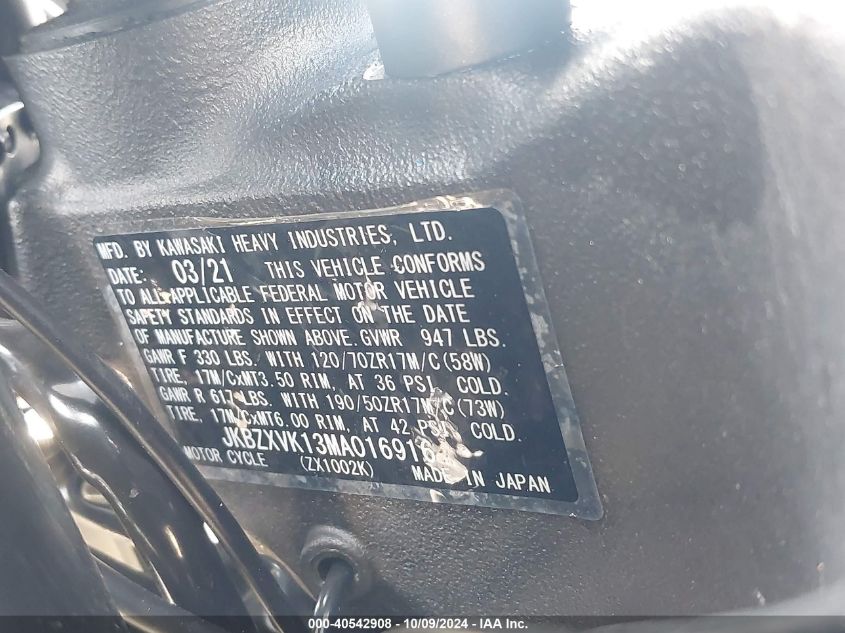 MFD. BY KAWASAKI HEAVY INDUSTRIES, LTD.
DATE: 03/21 THIS VEHICLE CONFORMS
TO ALL APPLICABLE FEDERAL MOTOR VEHICLE
SAFETY STANDARDS IN EFFECT ON THE DATE
OF MANUFACTURE SHOWN ABOVE. GVWR 947 LBS.
GAWR F 330 LBS. WITH 120/70ZR17M/C(58W)
TIRE, 17M/CxMT3.50 RIM, AT 36 PSI. COLD.
GAWR R 617 LBS. WITH 190/50ZR17M/C(73W)
TIRE, 17M/CxMT6.00 RIM, AT 42 PSI. COLD.
JKBZXVK13MA016916
MOTOR CYCLE (ZX1002K) MADE IN JAPAN
000-40542908 - 10/09/2024 - IAA Inc.